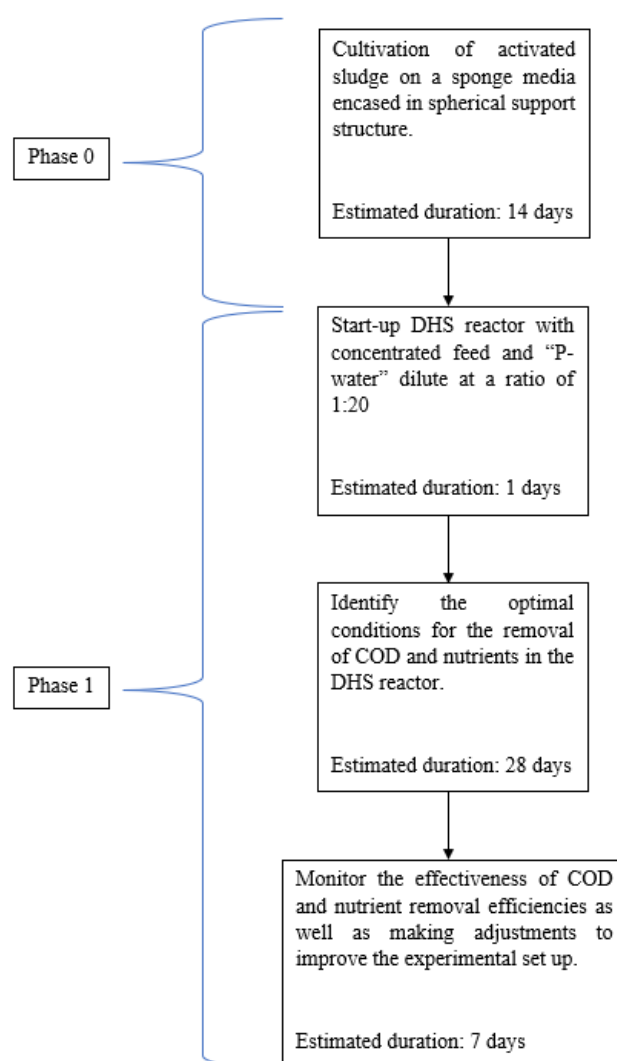 Cultivation of activated
sludge on a sponge media
encased in spherical support
structure.
Estimated duration: 14 days
Phase 0
Start-up DHS reactor with
concentrated feed and “P-
water” dilute at a ratio of
1:20
Estimated duration: 1 days
Identify the optimal
conditions for the removal
of COD and nutrients in the
DHS reactor.
Estimated duration: 28 days
Phase 1
Monitor the effectiveness of COD
and nutrient removal efficiencies as
well as making adjustments to
improve the experimental set up.
Estimated duration: 7 days